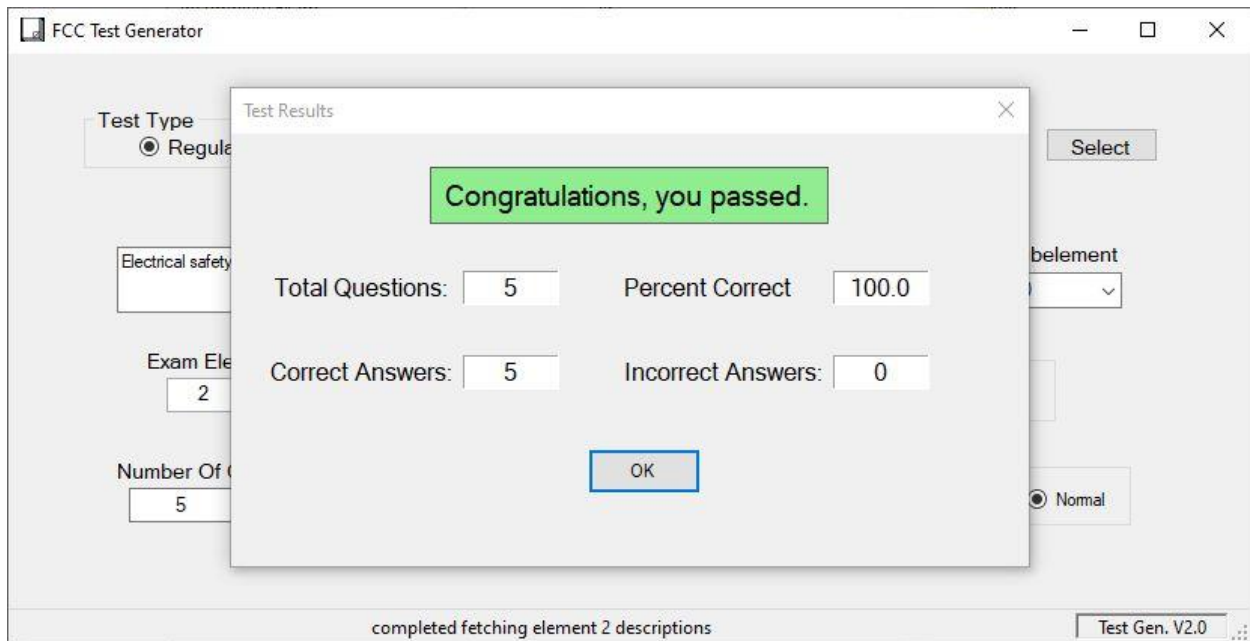 FCC Test Generator
Test Results
Test Type
Regula
Select
Congratulations, you passed.
Electrical safety
belement
Total Questions: 5 Percent Correct 100.0
Exam Ele
2
Correct Answers: 5 Incorrect Answers: 0
Number Of
5
OK
Normal
completed fetching element 2 descriptions
Test Gen. V2.0